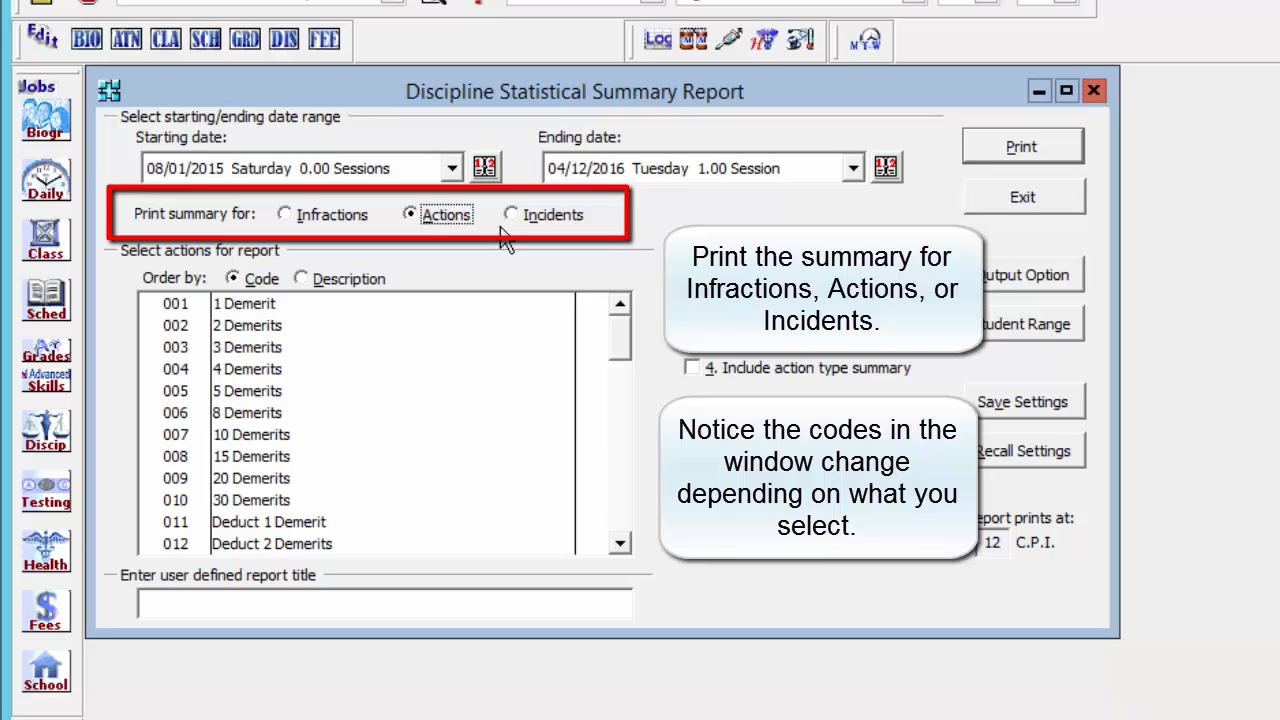 Edit BIO ATN CLA SCH GRD DIS FEE Log M T W
Jobs
Biogr
Daily
Class
Sched
Grades
Advanced
Skills
Discip
Testing
Health
Fees
School
Discipline Statistical Summary Report
Select starting/ending date range
Starting date: Ending date:
08/01/2015 Saturday 0.00 Sessions 04/12/2016 Tuesday 1.00 Session
Print
Exit
Print summary for: Infractions Actions Incidents
Select actions for report
Order by: Code Description
001 1 Demerit
002 2 Demerits
003 3 Demerits
004 4 Demerits
005 5 Demerits
006 8 Demerits
007 10 Demerits
008 15 Demerits
009 20 Demerits
010 30 Demerits
011 Deduct 1 Demerit
012 Deduct 2 Demerits
Enter user defined report title
Print the summary for
Infractions, Actions, or
Incidents.
utput Option
tudent Range
4. Include action type summary
Notice the codes in the
window change
depending on what you
select.
Save Settings
Recall Settings
eport prints at:
12 C.P.I.